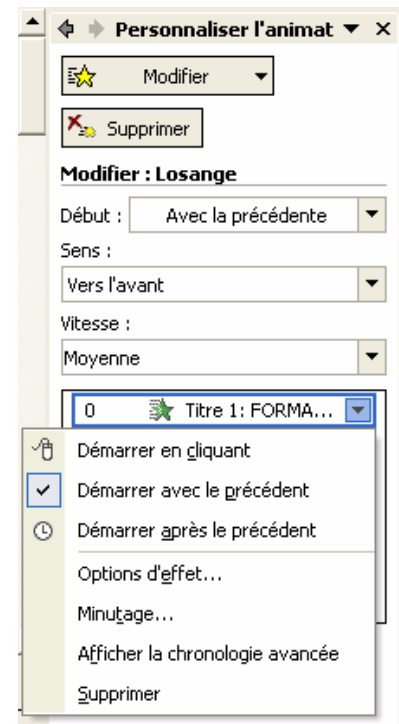 Personnaliser l'animat
Modifier
Supprimer
Modifier : Losange
Début : Avec la précédente
Sens :
Vers l'avant
Vitesse :
Moyenne
0 Titre 1: FORMA...
Démarrer en cliquant
Démarrer avec le précédent
Démarrer après le précédent
Options d'effet...
Minutage...
Afficher la chronologie avancée
Supprimer